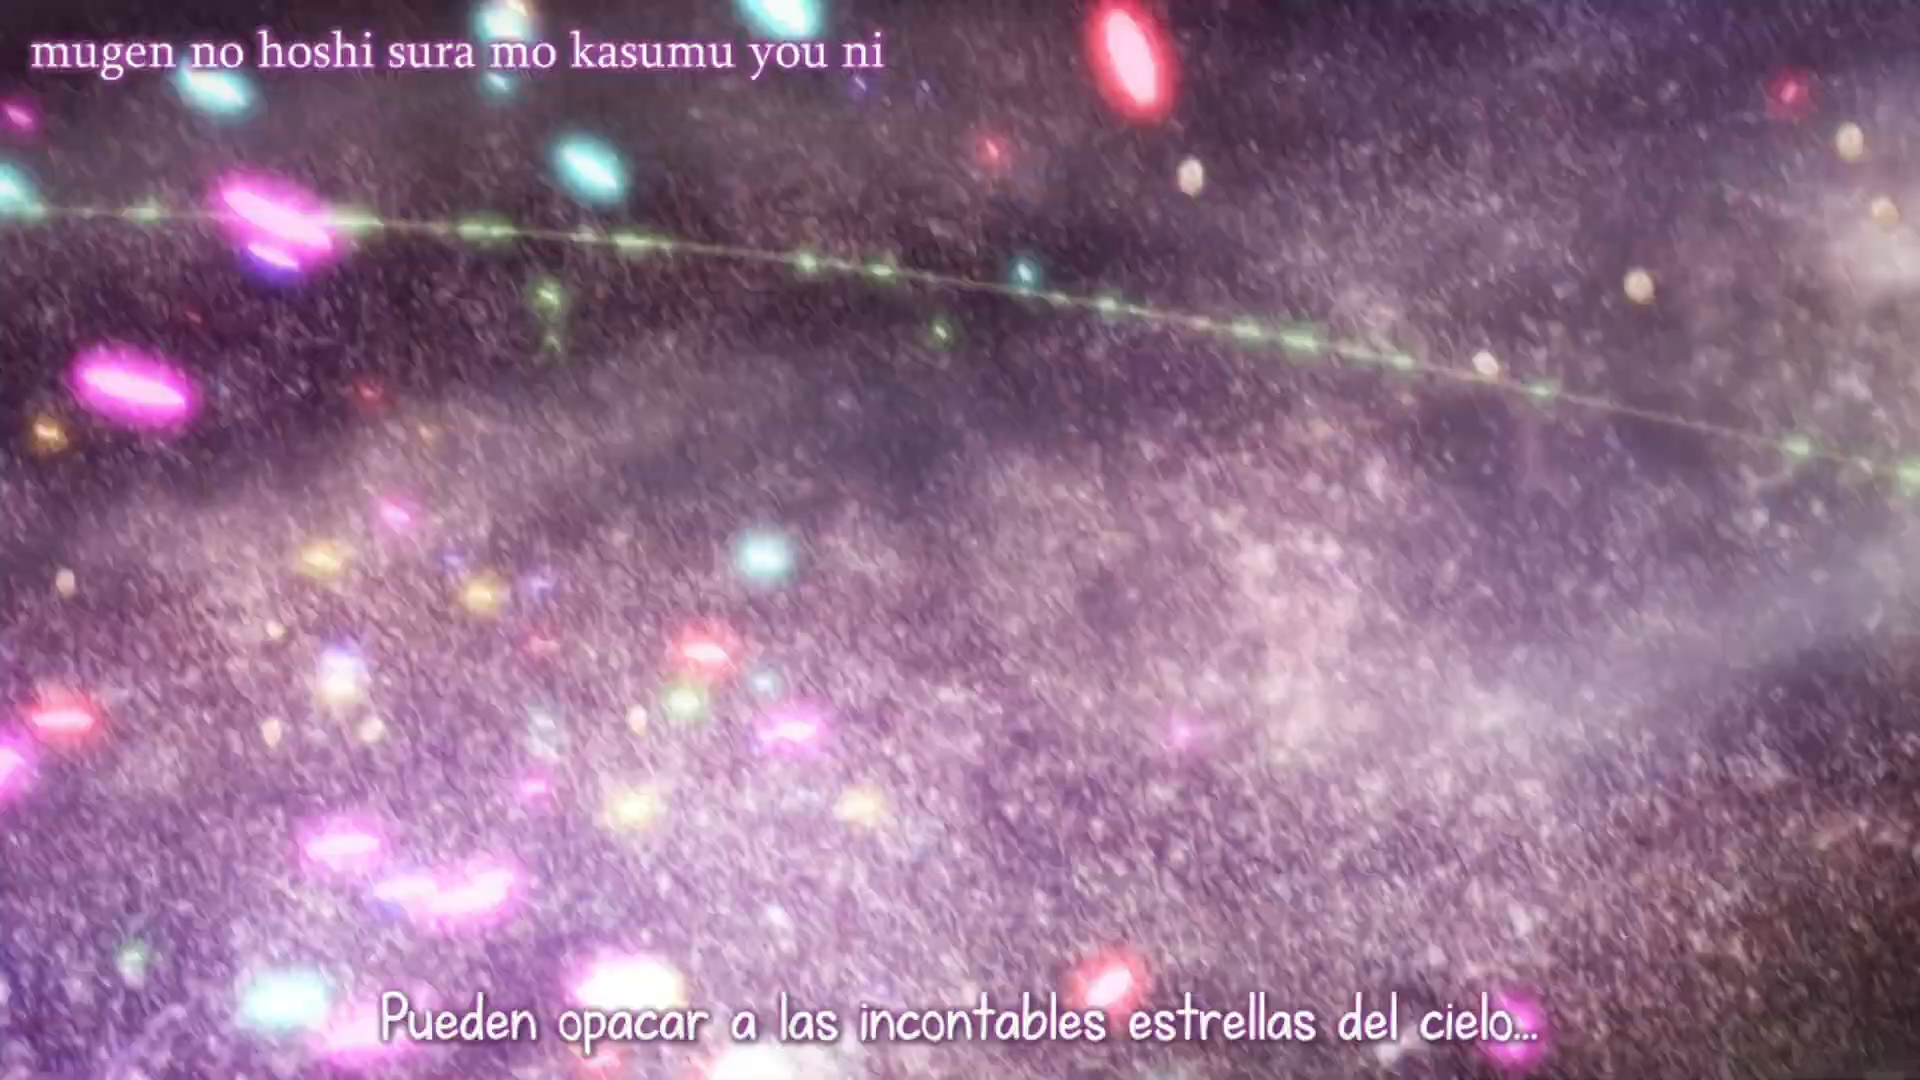 mugen no hoshi sura mo kasumu you ni
Pueden opacar a las incontables estrellas del cielo...